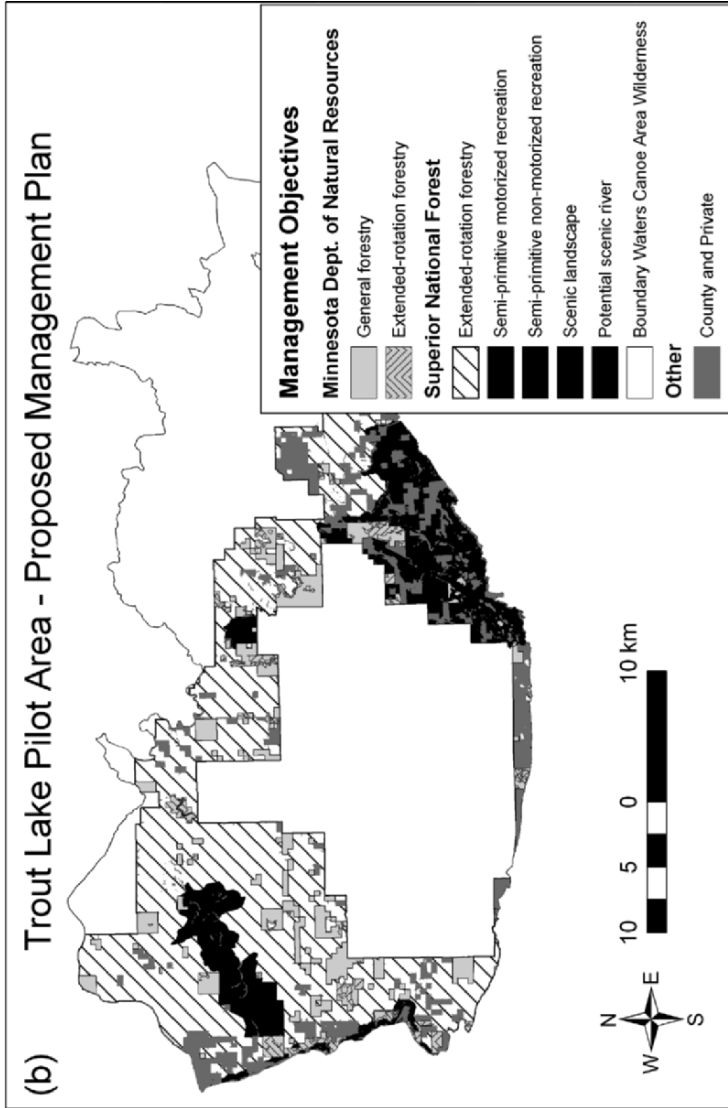 (b) Trout Lake Pilot Area - Proposed Management Plan
Management Objectives
Minnesota Dept. of Natural Resources
General forestry
Extended-rotation forestry
Superior National Forest
Extended-rotation forestry
Semi-primitive motorized recreation
Semi-primitive non-motorized recreation
Scenic landscape
Potential scenic river
Boundary Waters Canoe Area Wilderness
Other
County and Private
N
W E
S
10 5 0 10 km